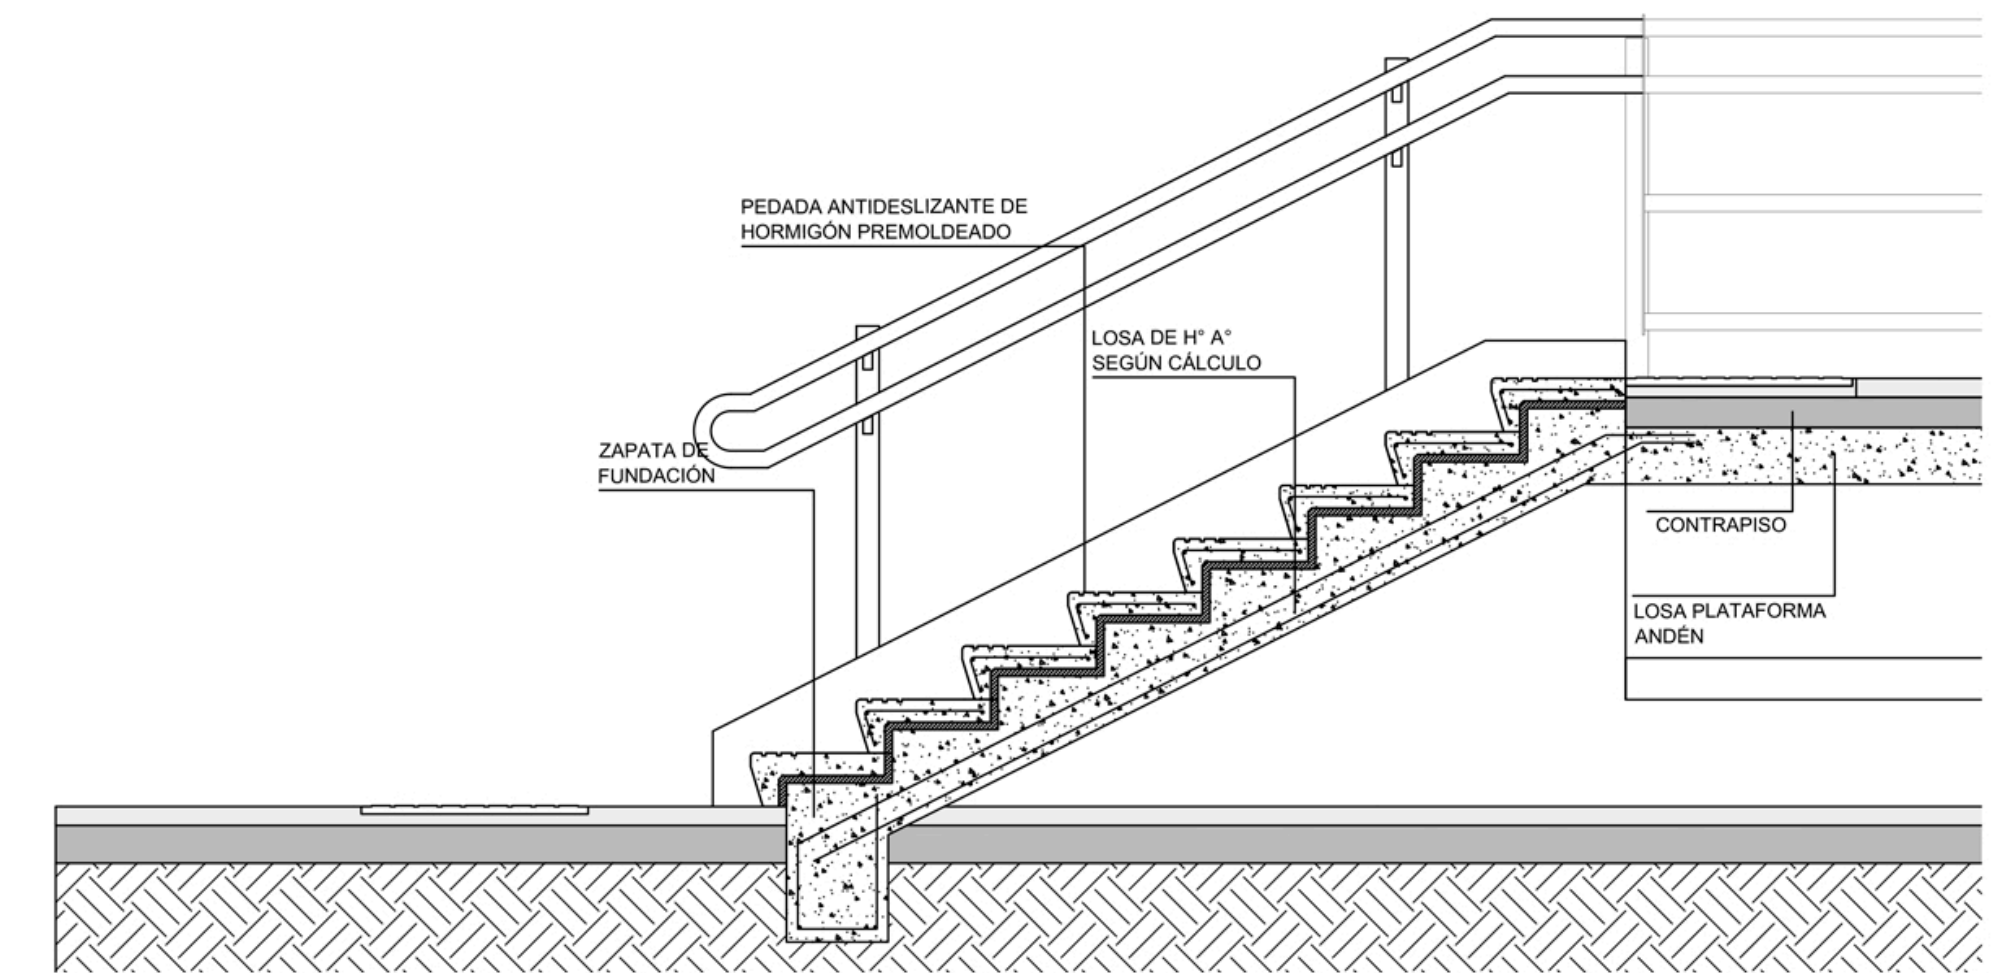 PEDADA ANTIDESLIZANTE DE
HORMIGÓN PREMOLDEADO
LOSA DE H° A°
SEGÚN CÁLCULO
ZAPATA DE
FUNDACIÓN
CONTRAPISO
LOSA PLATAFORMA
ANDÉN